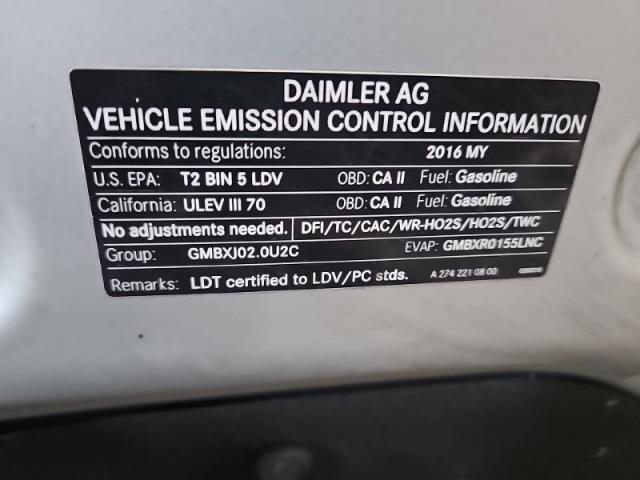 DAIMLER AG
VEHICLE EMISSION CONTROL INFORMATION
Conforms to regulations: 2016 MY
U.S. EPA: T2 BIN 5 LDV OBD: CA II Fuel: Gasoline
California: ULEV III 70 OBD: CA II Fuel: Gasoline
No adjustments needed. DFI/TC/CAC/WR-HO2S/HO2S/TWC
Group: GMBXJ02.0U2C EVAP: GMBXR0155LNC
Remarks: LDT certified to LDV/PC stds. A 274 221 08 00